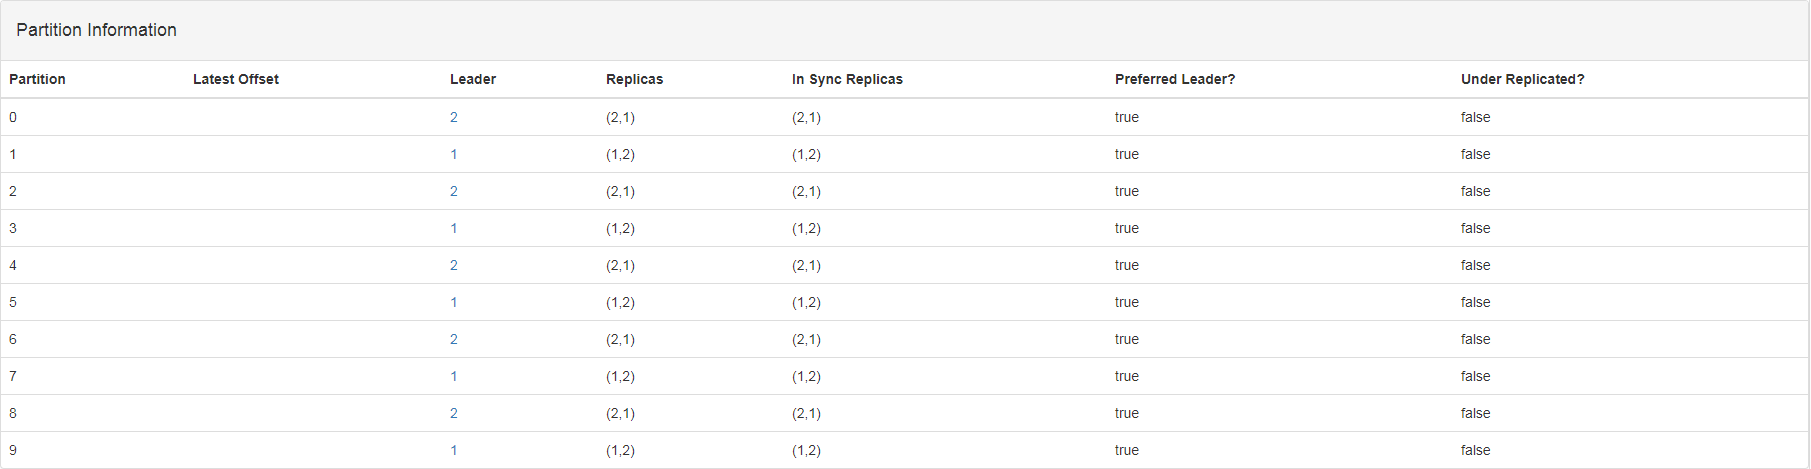 Partition Information
Partition Latest Offset Leader Replicas In Sync Replicas Preferred Leader? Under Replicated?
0 2 (2,1) (2,1) true false
1 1 (1,2) (1,2) true false
2 2 (2,1) (2,1) true false
3 1 (1,2) (1,2) true false
4 2 (2,1) (2,1) true false
5 1 (1,2) (1,2) true false
6 2 (2,1) (2,1) true false
7 1 (1,2) (1,2) true false
8 2 (2,1) (2,1) true false
9 1 (1,2) (1,2) true false